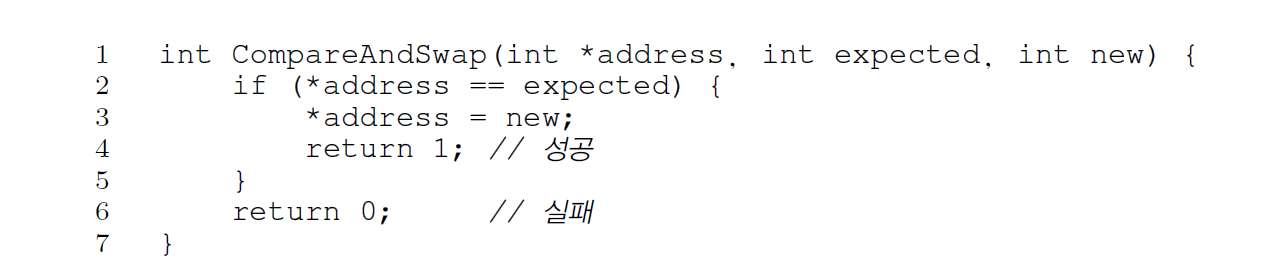 1 int CompareAndSwap(int *address, int expected, int new) {
2 if (*address == expected) {
3 *address = new;
4 return 1; // 성공
5 }
6 return 0; // 실패
7 }